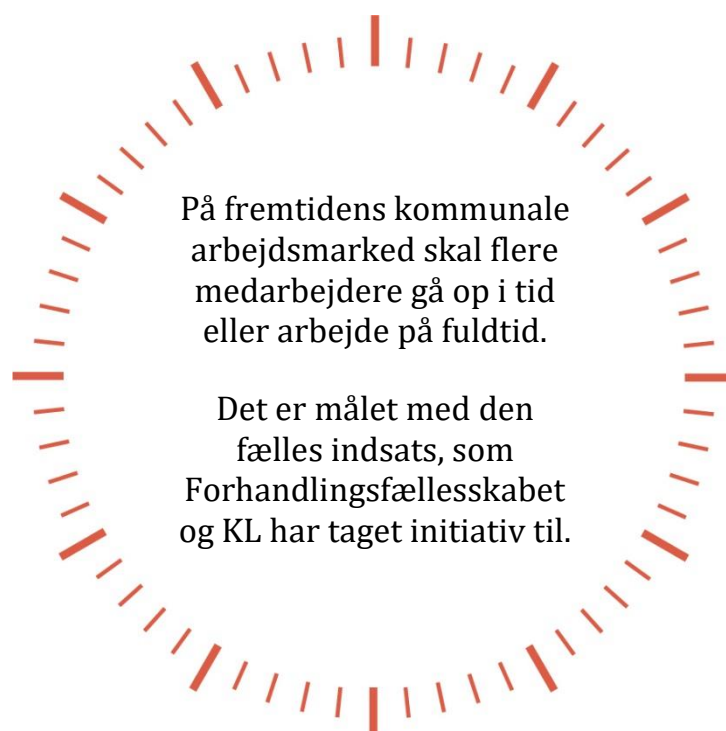 På fremtidens kommunale
arbejdsmarked skal flere
medarbejdere gå op i tid
eller arbejde på fuldtid.
Det er målet med den
fælles indsats, som
Forhandlingsfællesskabet
og KL har taget initiativ til.